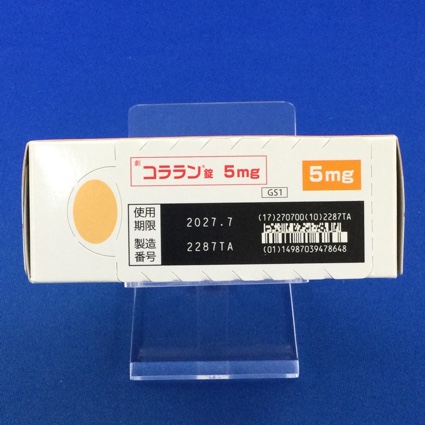 劇 コララン®錠 5mg
5mg
GS1
使用期限 2027.7
製造番号 2287TA
(17)270700(10)2287TA
(01)14987039478648